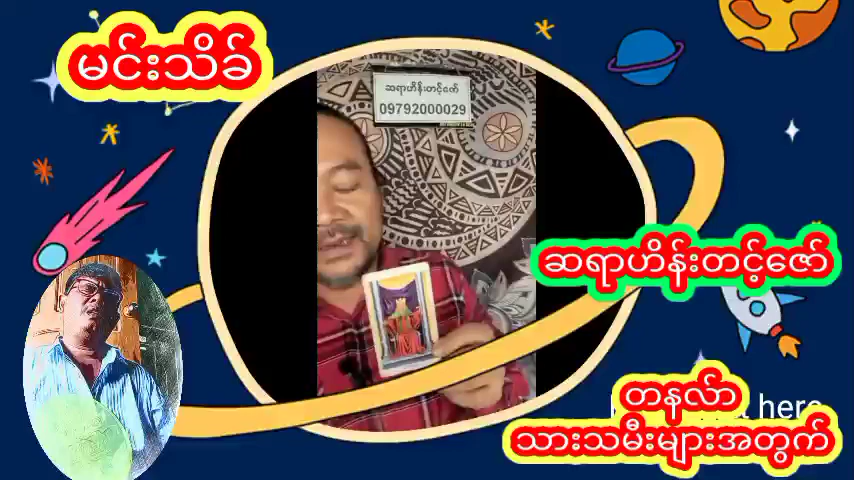 မင်းသိခ်
ဆရာဟိန်းတင့်ဇော်
09792000029
ဆရာဟိန်းတင့်ဇော်
တနင်္လာ
သားသမီးများအတွက်
here